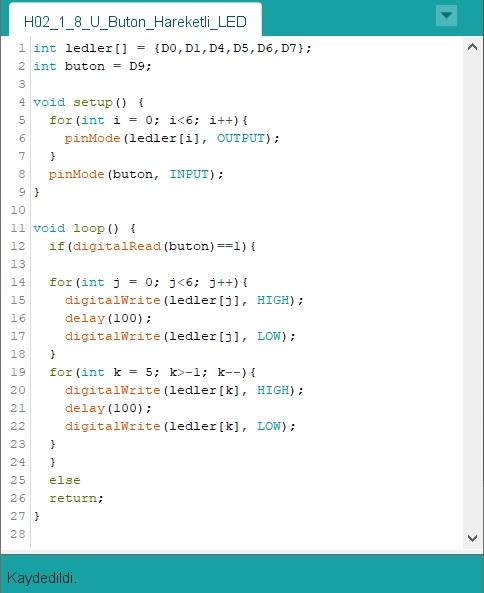 H02_1_8_U_Buton_Hareketli_LED
1 int ledler[] = {D0,D1,D4,D5,D6,D7};
2 int buton = D9;
3
4 void setup() {
5   for(int i = 0; i<6; i++){
6     pinMode(ledler[i], OUTPUT);
7   }
8   pinMode(buton, INPUT);
9 }
10
11 void loop() {
12   if(digitalRead(buton)==1){
13
14   for(int j = 0; j<6; j++){
15     digitalWrite(ledler[j], HIGH);
16     delay(100);
17     digitalWrite(ledler[j], LOW);
18   }
19   for(int k = 5; k>-1; k--){
20     digitalWrite(ledler[k], HIGH);
21     delay(100);
22     digitalWrite(ledler[k], LOW);
23   }
24   }
25   else
26   return;
27 }
28
Kaydedildi.